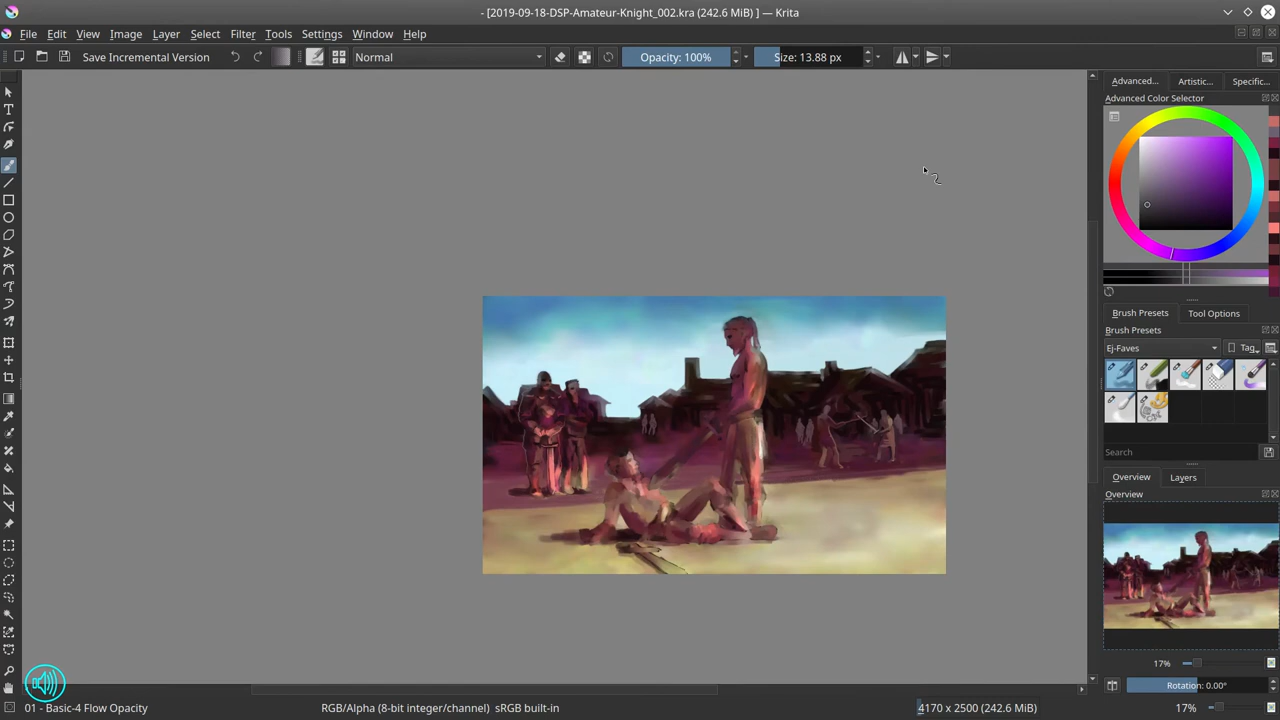 - [2019-09-18-DSP-Amateur-Knight_002.kra (242.6 MiB) ] — Krita
File Edit View Image Layer Select Filter Tools Settings Window Help
Save Incremental Version Normal Opacity: 100% Size: 13.88 px
Advanced... Artistic... Specific...
Advanced Color Selector
Brush Presets Tool Options
Brush Presets
Ej-Faves Tag
Search
Overview Layers
Overview
17%
Rotation: 0.00°
01 - Basic-4 Flow Opacity RGB/Alpha (8-bit integer/channel) sRGB built-in 4170 x 2500 (242.6 MiB) 17%